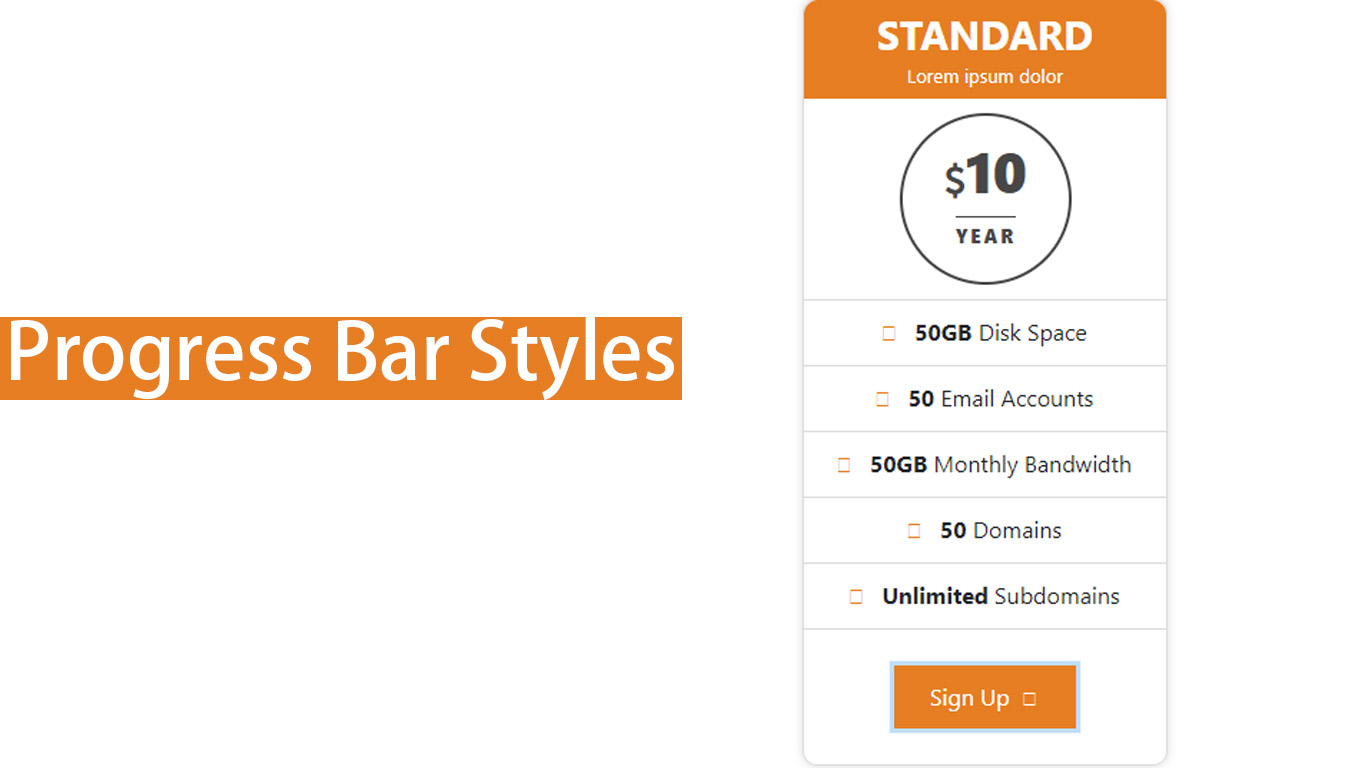 Progress Bar Styles
STANDARD
Lorem ipsum dolor
$10
YEAR
50GB Disk Space
50 Email Accounts
50GB Monthly Bandwidth
50 Domains
Unlimited Subdomains
Sign Up